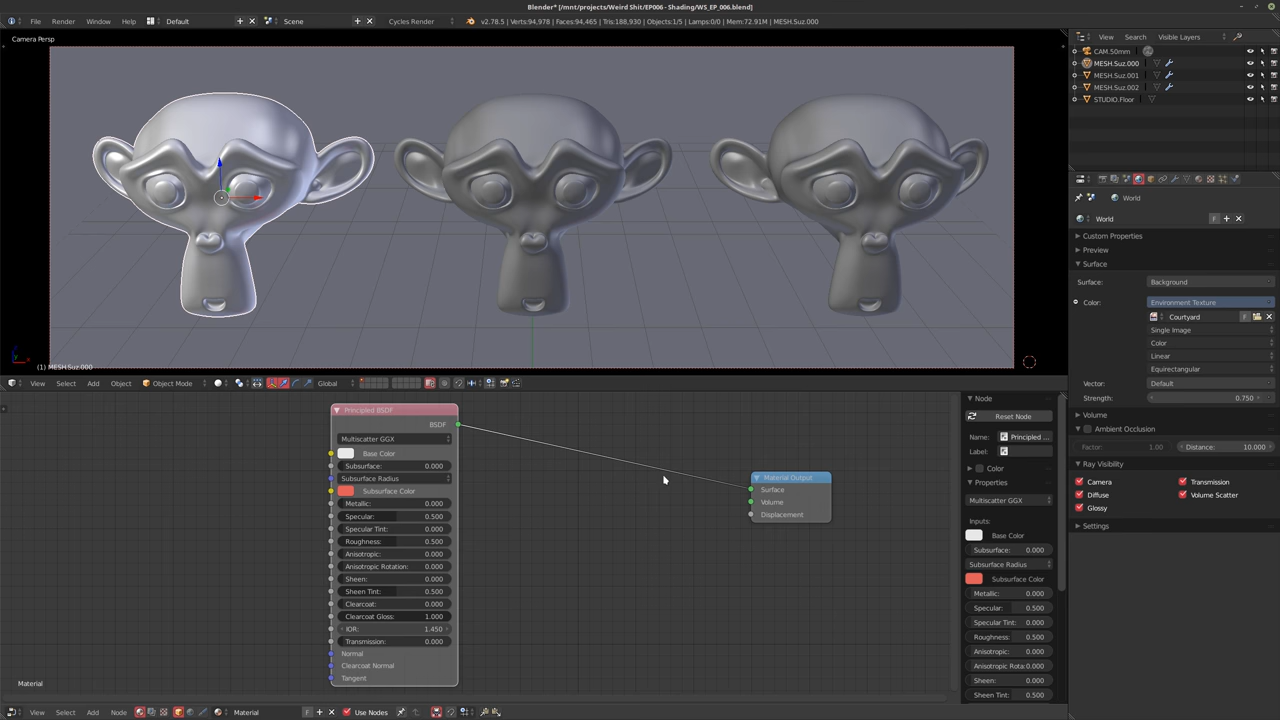 Blender* [/mnt/projects/Weird Shit/EP006 - Shading/WS_EP_006.blend]
File Render Window Help Default Scene Cycles Render v2.78.5 | Verts:94,978 | Faces:94,465 | Tris:188,930 | Objects:1/5 | Lamps:0/0 | Mem:72.91M | MESH.Suz.000
Camera Persp
(1) MESH.Suz.000
View Select Add Object Object Mode Global
Principled BSDF
BSDF
Multiscatter GGX
Base Color
Subsurface: 0.000
Subsurface Radius
Subsurface Color
Metallic: 0.000
Specular: 0.500
Specular Tint: 0.000
Roughness: 0.500
Anisotropic: 0.000
Anisotropic Rotation: 0.000
Sheen: 0.000
Sheen Tint: 0.500
Clearcoat: 0.000
Clearcoat Gloss: 1.000
IOR: 1.450
Transmission: 0.000
Normal
Clearcoat Normal
Tangent
Material Output
Surface
Volume
Displacement
Material
View Select Add Node Material F Use Nodes
Node
Reset Node
Name: Principled ...
Label:
Color
Properties
Multiscatter GGX
Inputs:
Base Color
Subsurface: 0.000
Subsurface Radius
Subsurface Color
Metallic: 0.000
Specular: 0.500
Specular Tint: 0.000
Roughness: 0.500
Anisotropic: 0.000
Anisotropic Rota: 0.000
Sheen: 0.000
Sheen Tint: 0.500
View Search Visible Layers
CAM.50mm
MESH.Suz.000
MESH.Suz.001
MESH.Suz.002
STUDIO.Floor
World
World F
Custom Properties
Preview
Surface
Surface: Background
Color: Environment Texture
Courtyard F
Single Image
Color
Linear
Equirectangular
Vector: Default
Strength: 0.750
Volume
Ambient Occlusion
Factor: 1.00 Distance: 10.000
Ray Visibility
Camera Transmission
Diffuse Volume Scatter
Glossy
Settings